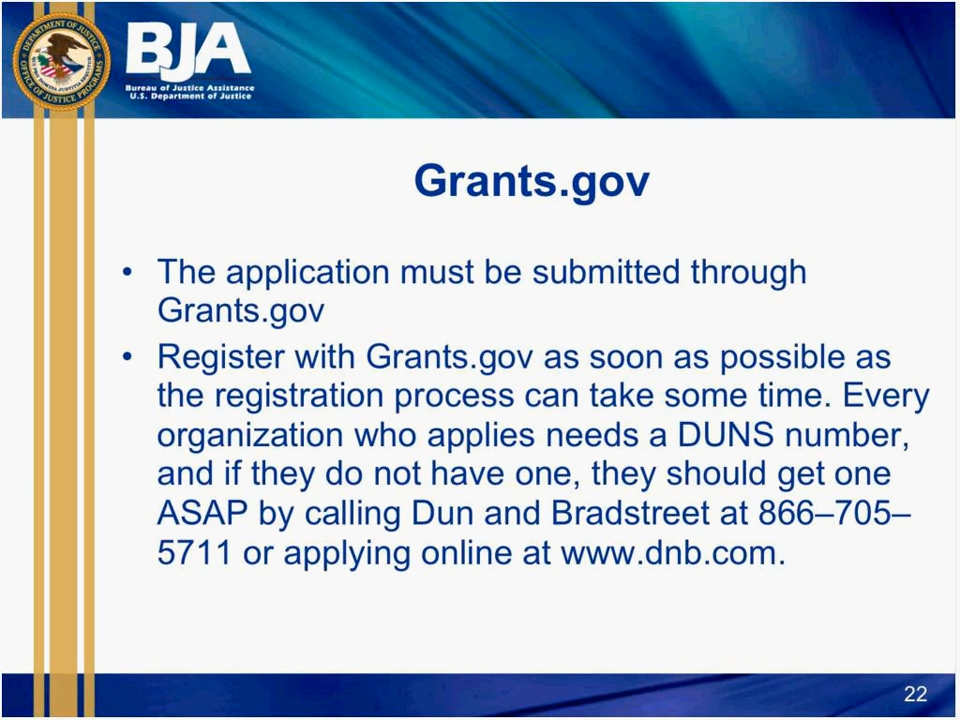 BJA
Bureau of Justice Assistance
U.S. Department of Justice
Grants.gov
• The application must be submitted through
Grants.gov
• Register with Grants.gov as soon as possible as
the registration process can take some time. Every
organization who applies needs a DUNS number,
and if they do not have one, they should get one
ASAP by calling Dun and Bradstreet at 866–705–
5711 or applying online at www.dnb.com.
22